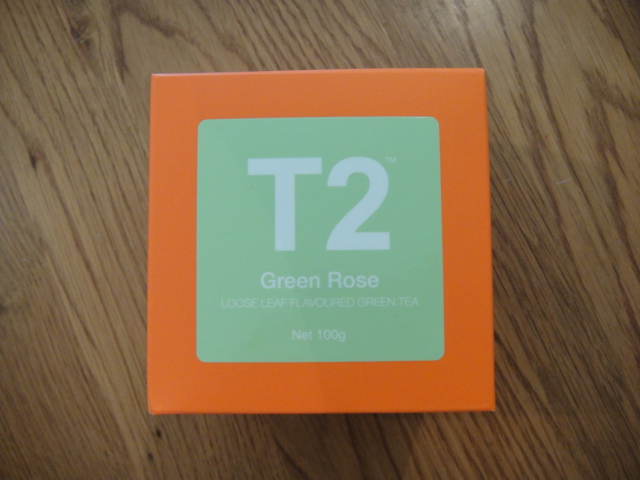 T2™
Green Rose
LOOSE LEAF FLAVOURED GREEN TEA
Net 100g